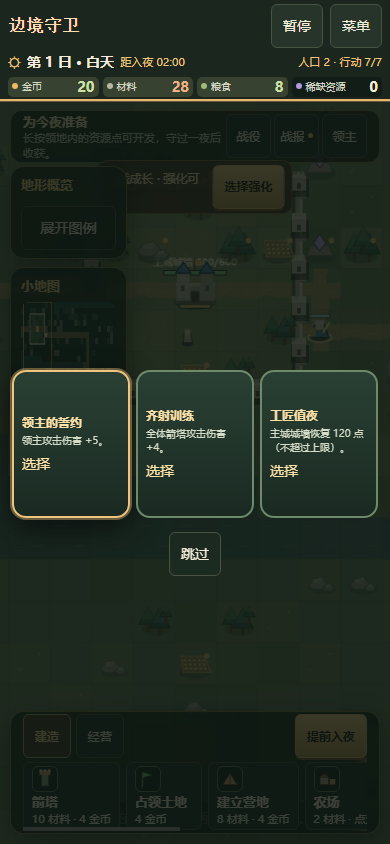 边境守卫
暂停
菜单
第 1 日 • 白天 距入夜 02:00
人口 2 · 行动 7/7
金币 20
材料 28
粮食 8
稀缺资源 0
为今夜准备
长按领地内的资源点可开发，守过一夜后
收获。
战役
战报
领主
地形概览
展开图例
成长 - 强化可
选择强化
小地图
领主的誓约
领主攻击伤害 +5。
选择
齐射训练
全体箭塔攻击伤害
+4。
选择
工匠值夜
主城城墙恢复 120 点
（不超过上限）。
选择
跳过
建造
经营
提前入夜
箭塔
10 材料 · 4 金币
占领土地
4 金币
建立营地
8 材料 · 4 金币
农场
2 材料 · 点